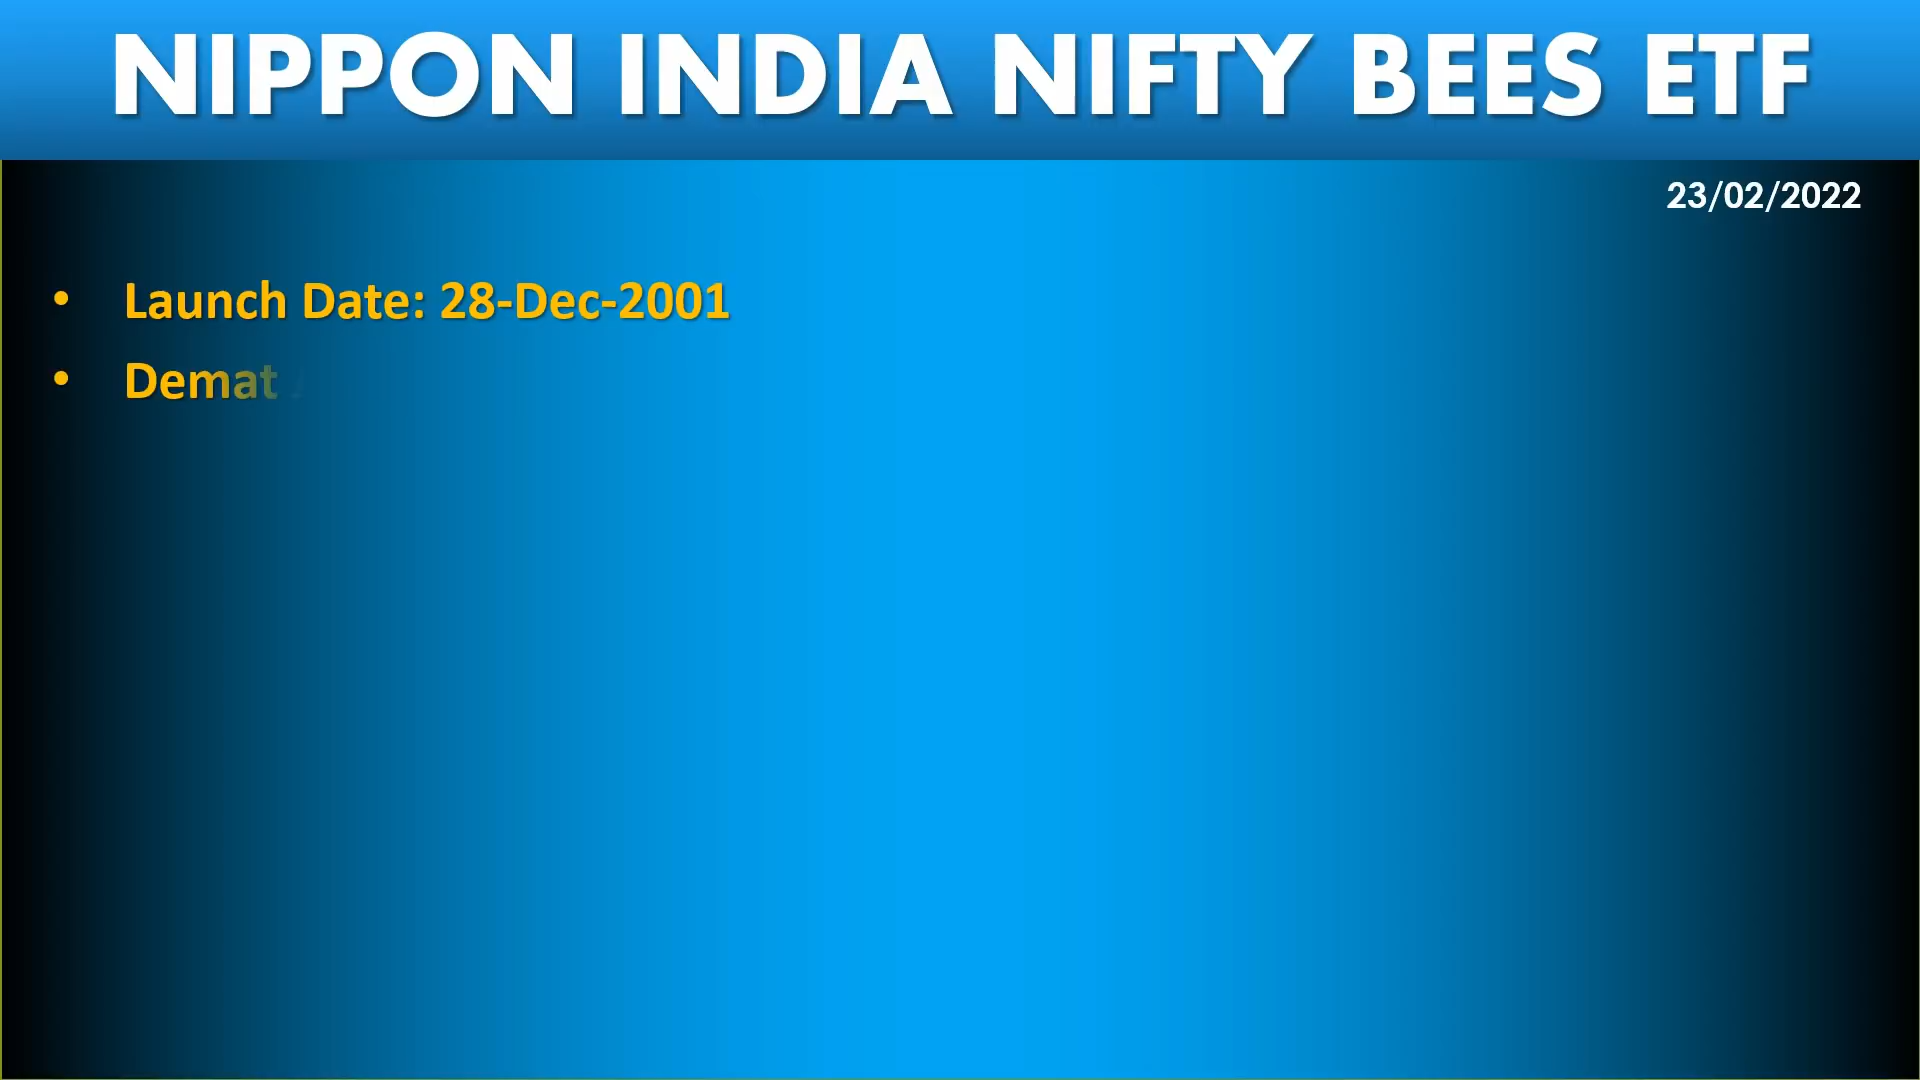 NIPPON INDIA NIFTY BEES ETF
23/02/2022
• Launch Date: 28-Dec-2001
• Demat